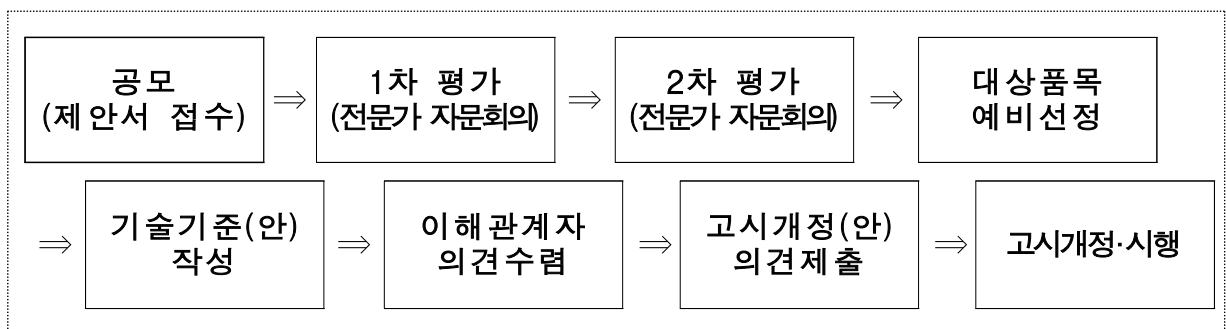 공모
(제안서 접수)
⇒
1차 평가
(전문가 자문회의)
⇒
2차 평가
(전문가 자문회의)
⇒
대상품목
예비선정
⇒
기술기준(안)
작성
⇒
이해관계자
의견수렴
⇒
고시개정(안)
의견제출
⇒
고시개정·시행